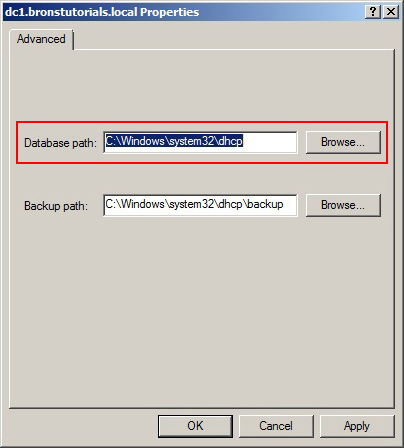 dc1.bronstutorials.local Properties
Advanced
Database path: C:\Windows\system32\dhcp Browse...
Backup path: C:\Windows\system32\dhcp\backup Browse...
OK Cancel Apply